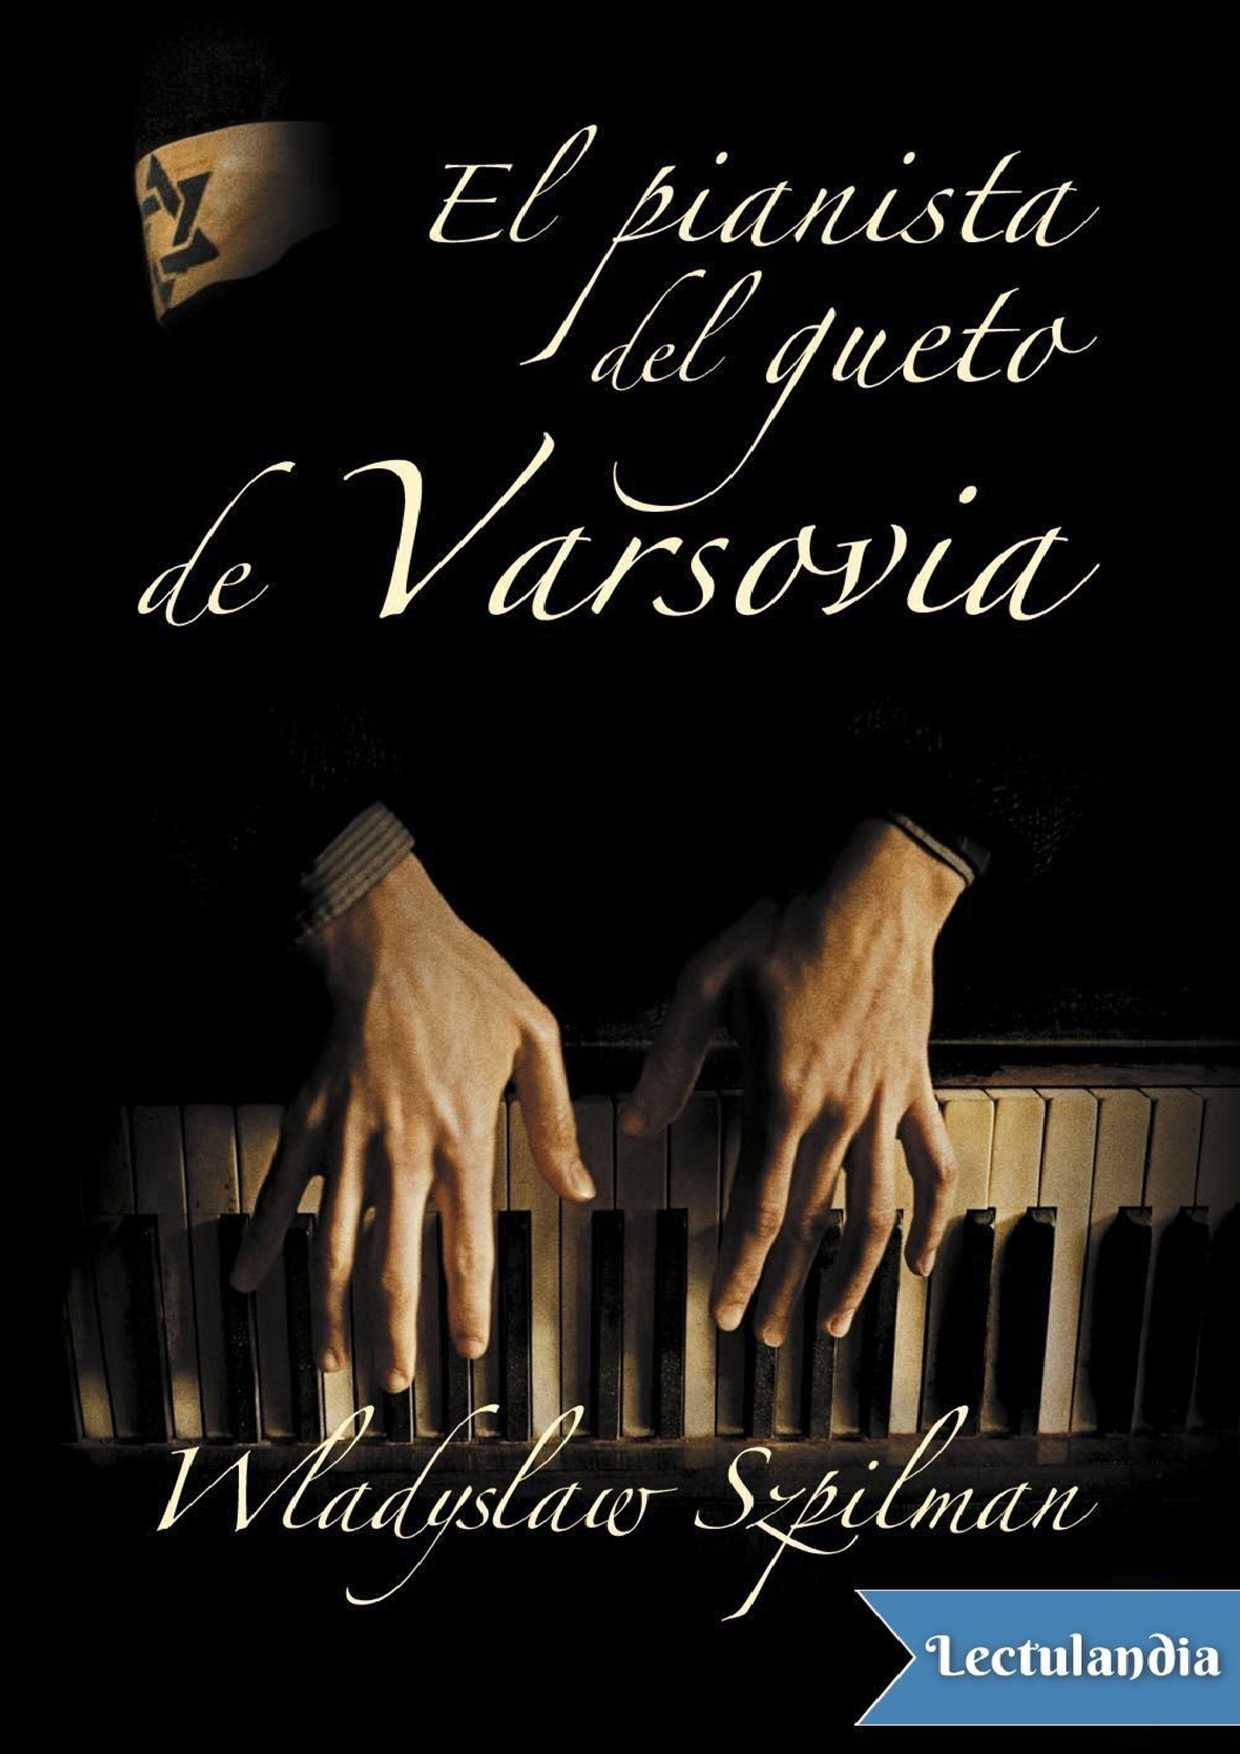 El pianista
del gueto
de Varsovia
Wladyslaw Szpilman
Lectulandia